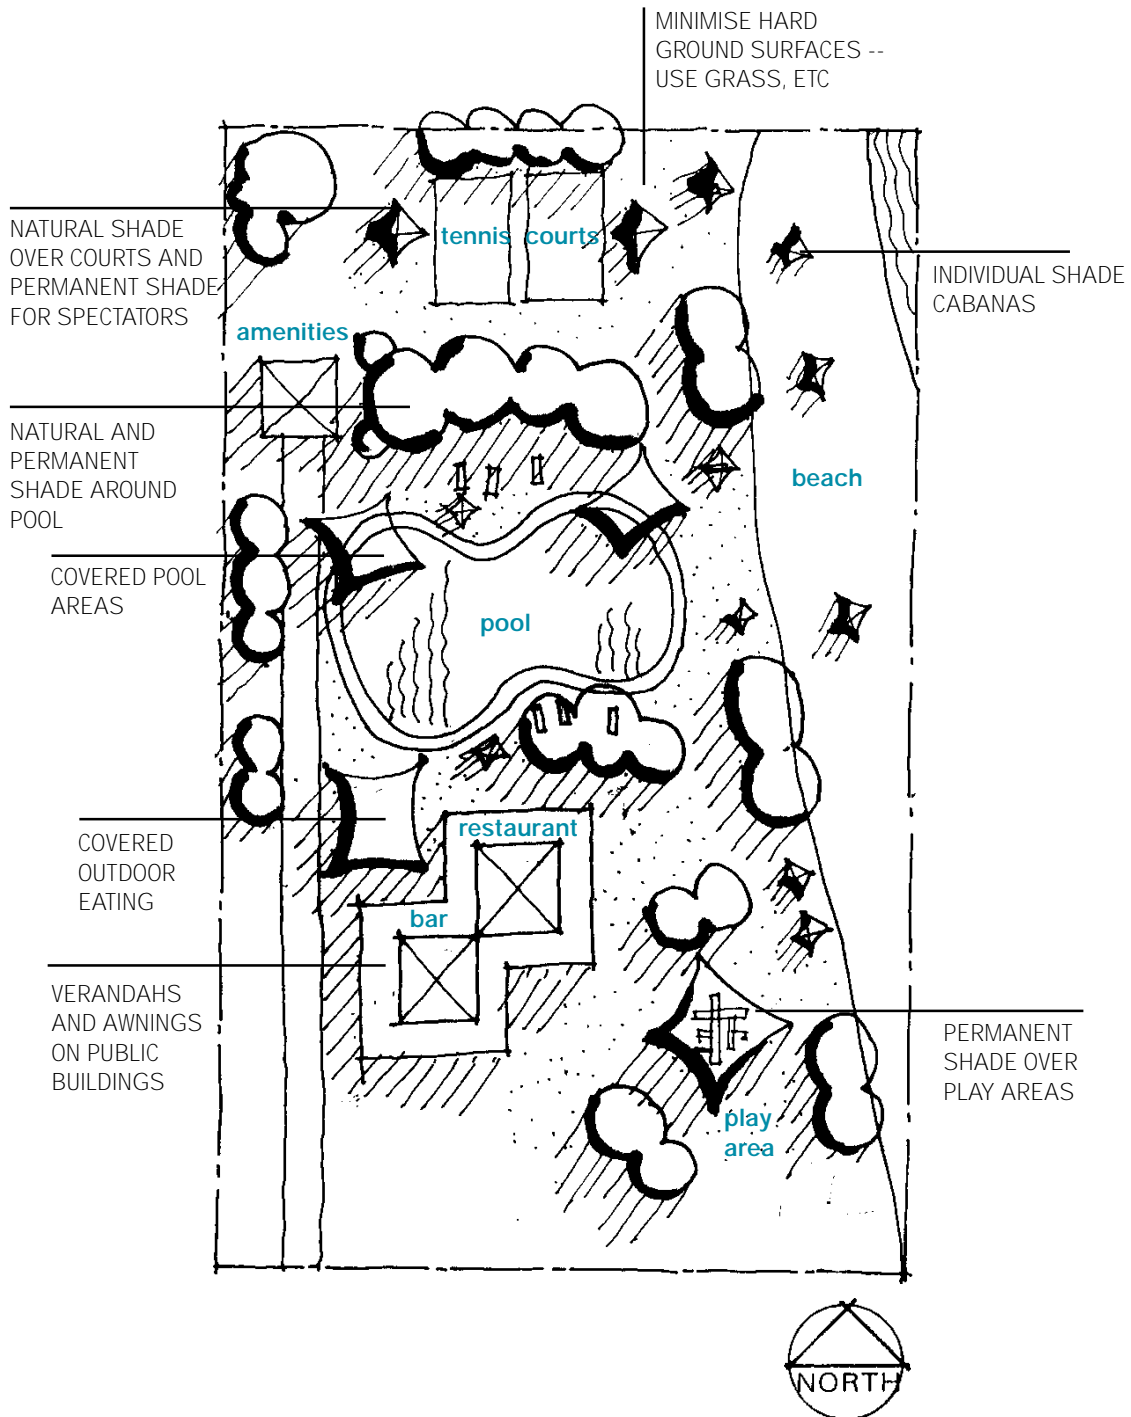 MINIMISE HARD
GROUND SURFACES --
USE GRASS, ETC
NATURAL SHADE
OVER COURTS AND
PERMANENT SHADE
FOR SPECTATORS
tennis courts
INDIVIDUAL SHADE
CABANAS
amenities
NATURAL AND
PERMANENT
SHADE AROUND
POOL
beach
COVERED POOL
AREAS
pool
restaurant
COVERED
OUTDOOR
EATING
bar
VERANDAHS
AND AWNINGS
ON PUBLIC
BUILDINGS
PERMANENT
SHADE OVER
PLAY AREAS
play
area
NORTH